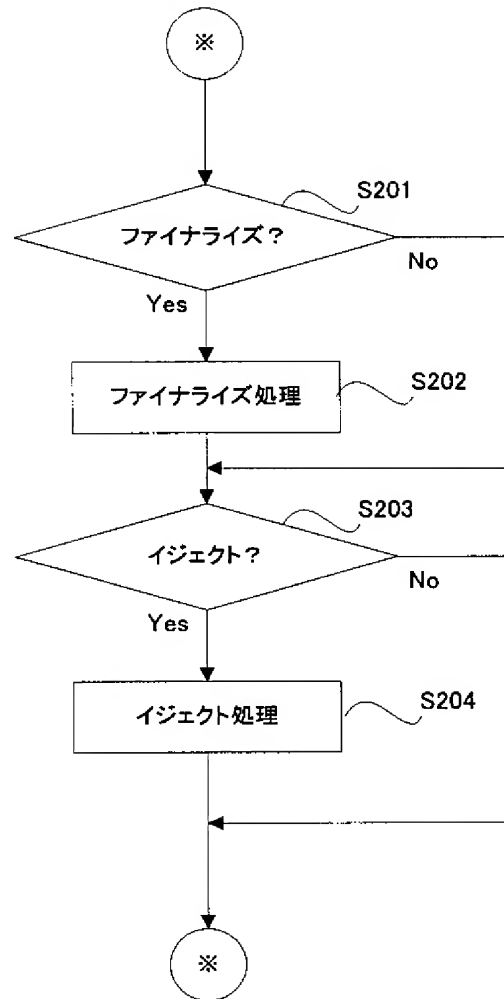 ※
S201
ファイナライズ？
No
Yes
ファイナライズ処理
S202
S203
イジェクト？
No
Yes
イジェクト処理
S204
※